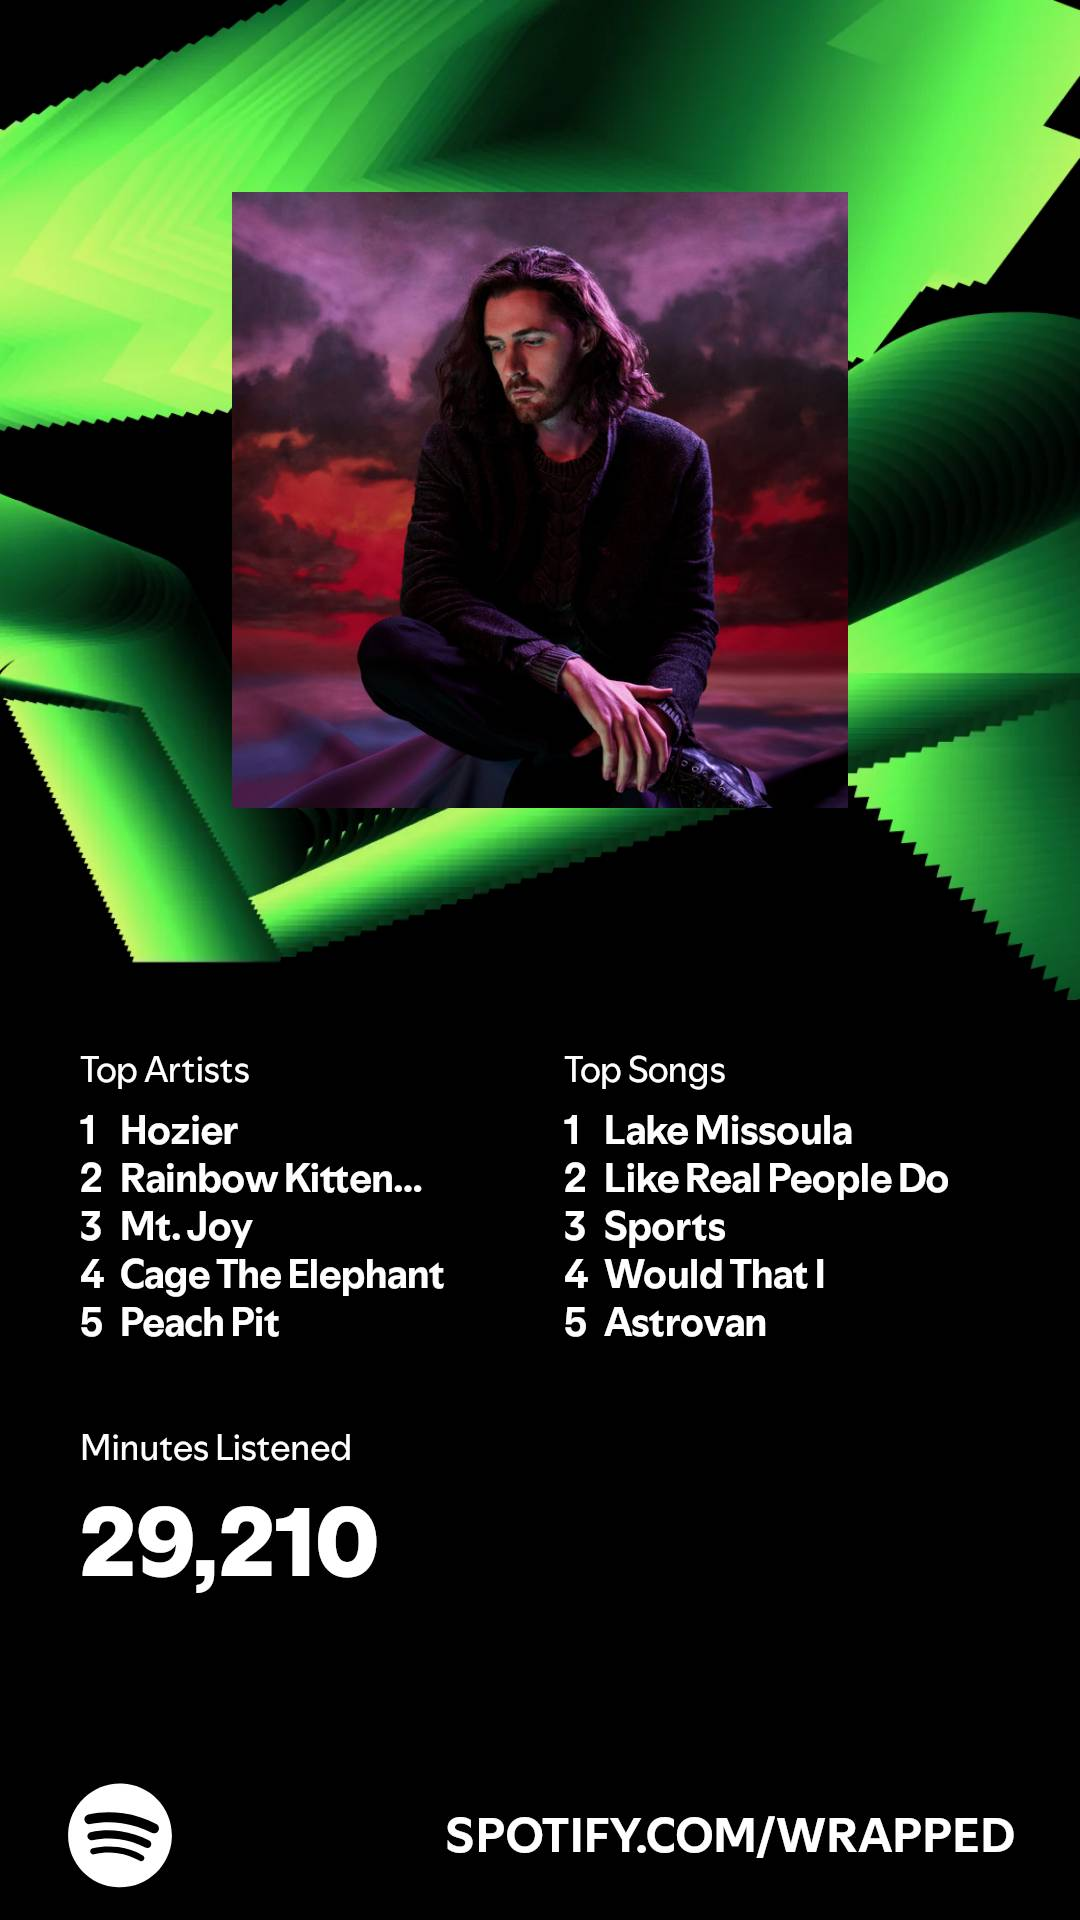 Top Artists
1 Hozier
2 Rainbow Kitten...
3 Mt. Joy
4 Cage The Elephant
5 Peach Pit
Top Songs
1 Lake Missoula
2 Like Real People Do
3 Sports
4 Would That I
5 Astrovan
Minutes Listened
29,210
SPOTIFY.COM/WRAPPED